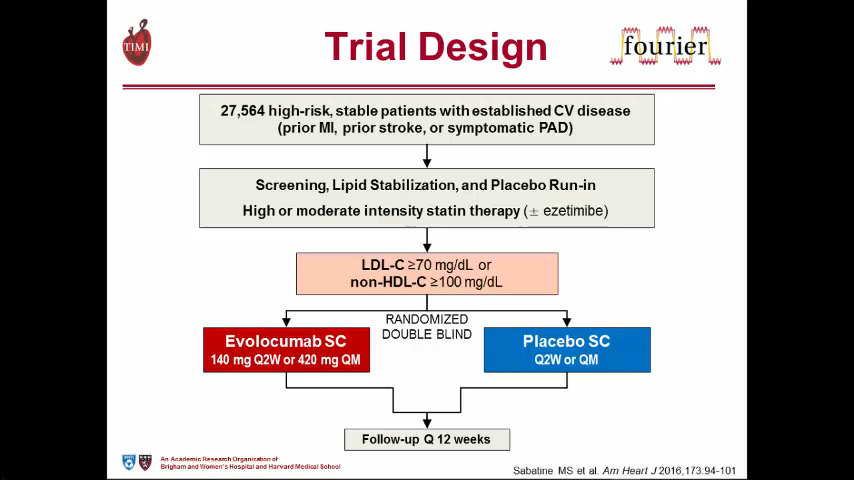 TIMI
Trial Design
fourier
27,564 high-risk, stable patients with established CV disease
(prior MI, prior stroke, or symptomatic PAD)
Screening, Lipid Stabilization, and Placebo Run-in
High or moderate intensity statin therapy (± ezetimibe)
LDL-C ≥70 mg/dL or
non-HDL-C ≥100 mg/dL
RANDOMIZED
DOUBLE BLIND
Evolocumab SC
140 mg Q2W or 420 mg QM
Placebo SC
Q2W or QM
Follow-up Q 12 weeks
An Academic Research Organization of
Brigham and Women's Hospital and Harvard Medical School
Sabatine MS et al. Am Heart J 2016;173:94-101